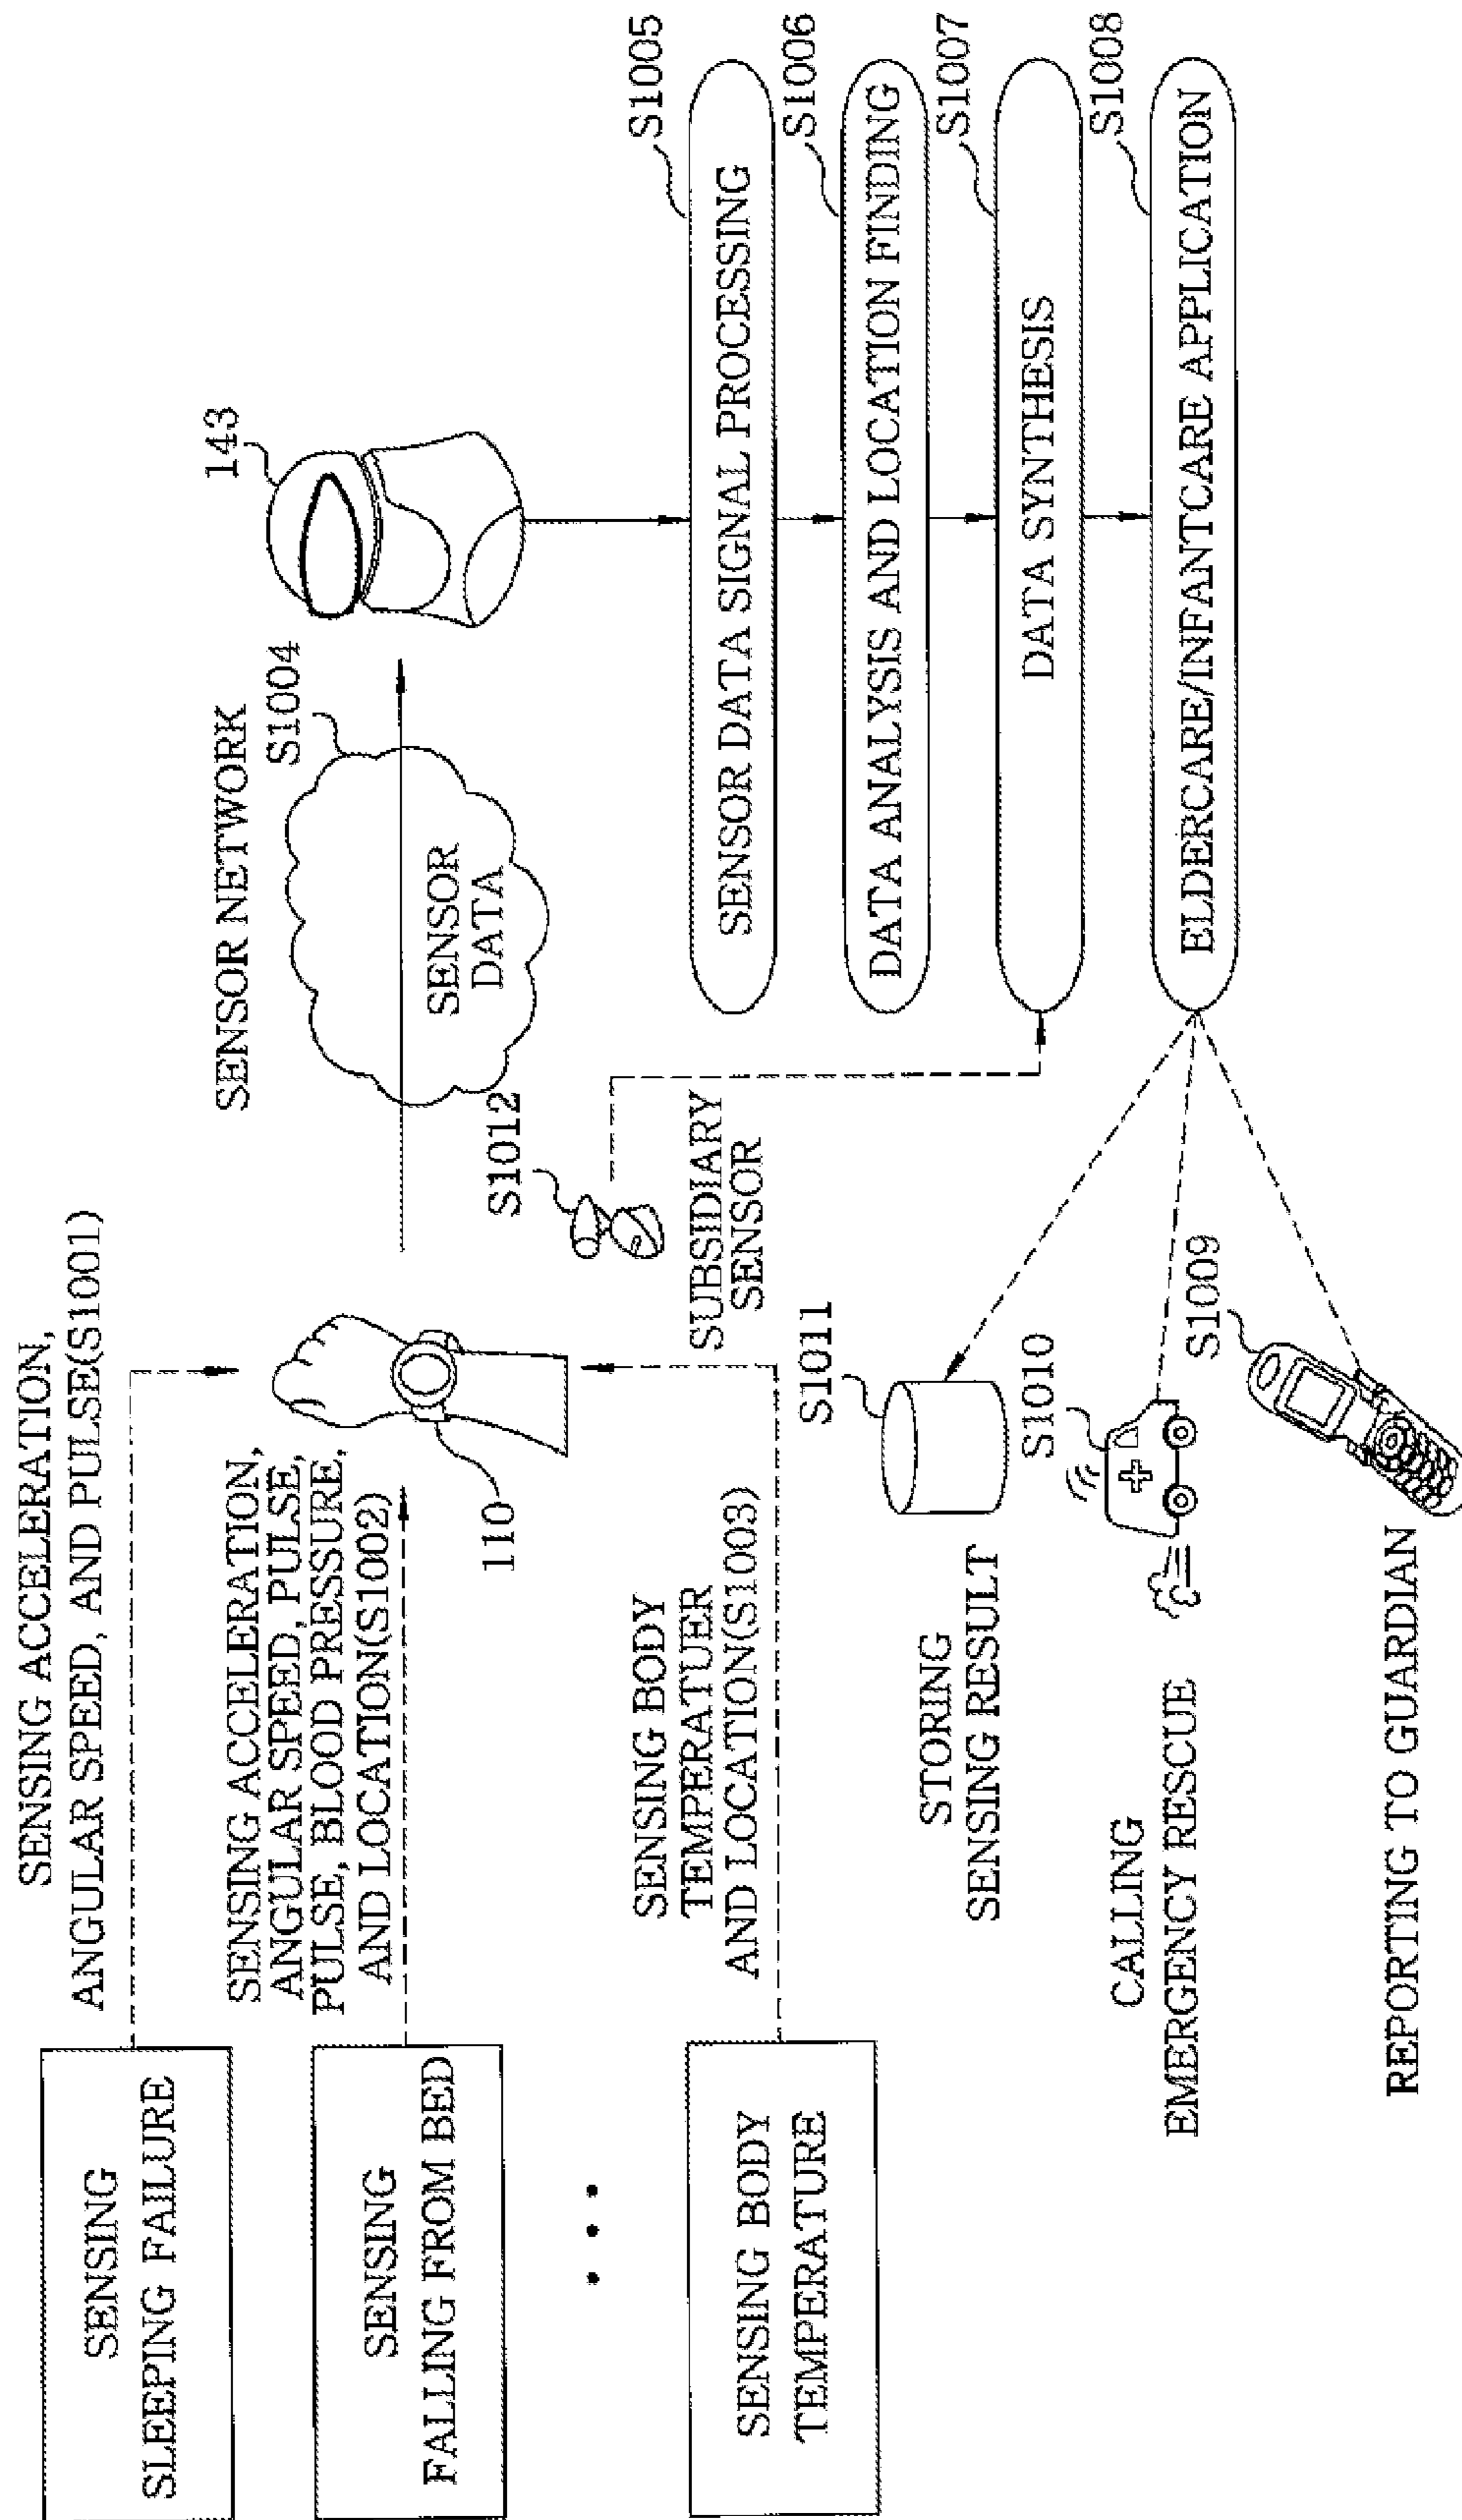 SENSING
SLEEPING FAILURE
SENSING
FALLING FROM BED
SENSING BODY
TEMPERATURE
SENSING ACCELERATION,
ANGULAR SPEED, AND PULSE(S1001)
SENSING ACCELERATION,
ANGULAR SPEED, PULSE,
PULSE, BLOOD PRESSURE,
AND LOCATION(S1002)
SENSING BODY
TEMPERATUER
AND LOCATION(S1003)
110
SENSOR NETWORK
S1004
SENSOR
DATA
143
S1012
SUBSIDIARY
SENSOR
S1005
SENSOR DATA SIGNAL PROCESSING
S1006
DATA ANALYSIS AND LOCATION FINDING
S1007
DATA SYNTHESIS
S1008
ELDERCARE/INFANTCARE APPLICATION
S1011
STORING
SENSING RESULT
S1010
CALLING
EMERGENCY RESCUE
S1009
REPORTING TO GUARDIAN